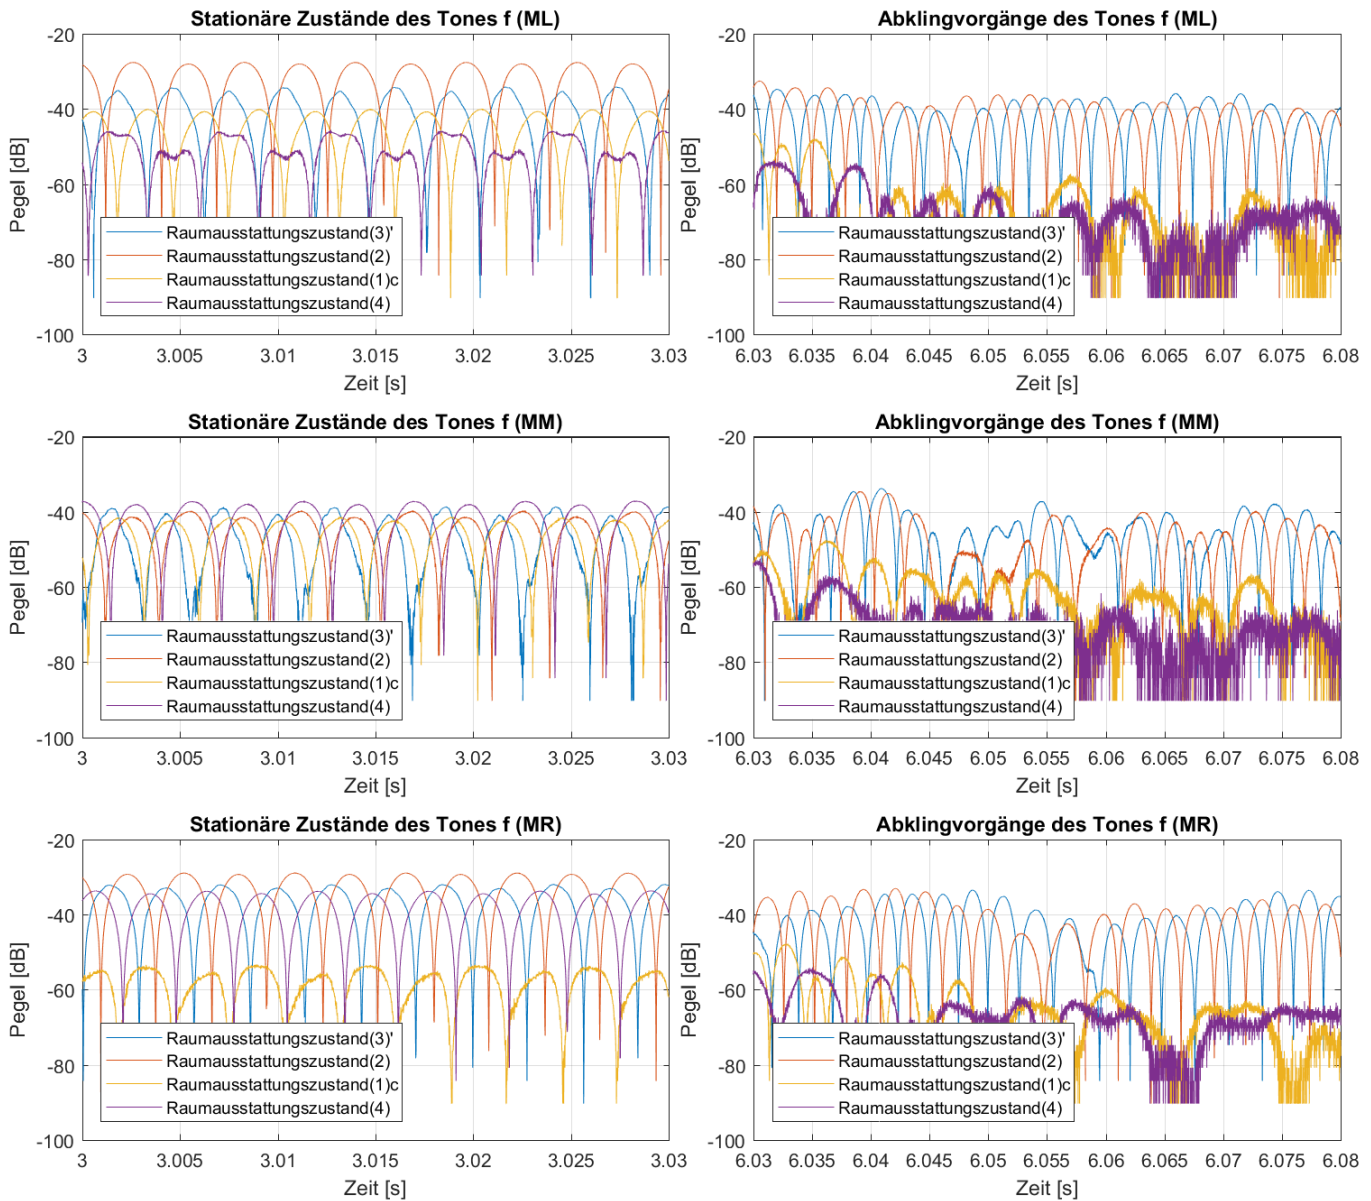 Stationäre Zustände des Tones f (ML)
-20
-40
-60
-80
-100
Pegel [dB]
Raumausstattungszustand(3)'
Raumausstattungszustand(2)
Raumausstattungszustand(1)c
Raumausstattungszustand(4)
3 3.005 3.01 3.015 3.02 3.025 3.03
Zeit [s]
Abklingvorgänge des Tones f (ML)
-20
-40
-60
-80
-100
Pegel [dB]
Raumausstattungszustand(3)'
Raumausstattungszustand(2)
Raumausstattungszustand(1)c
Raumausstattungszustand(4)
6.03 6.035 6.04 6.045 6.05 6.055 6.06 6.065 6.07 6.075 6.08
Zeit [s]
Stationäre Zustände des Tones f (MM)
-20
-40
-60
-80
-100
Pegel [dB]
Raumausstattungszustand(3)'
Raumausstattungszustand(2)
Raumausstattungszustand(1)c
Raumausstattungszustand(4)
3 3.005 3.01 3.015 3.02 3.025 3.03
Zeit [s]
Abklingvorgänge des Tones f (MM)
-20
-40
-60
-80
-100
Pegel [dB]
Raumausstattungszustand(3)'
Raumausstattungszustand(2)
Raumausstattungszustand(1)c
Raumausstattungszustand(4)
6.03 6.035 6.04 6.045 6.05 6.055 6.06 6.065 6.07 6.075 6.08
Zeit [s]
Stationäre Zustände des Tones f (MR)
-20
-40
-60
-80
-100
Pegel [dB]
Raumausstattungszustand(3)'
Raumausstattungszustand(2)
Raumausstattungszustand(1)c
Raumausstattungszustand(4)
3 3.005 3.01 3.015 3.02 3.025 3.03
Zeit [s]
Abklingvorgänge des Tones f (MR)
-20
-40
-60
-80
-100
Pegel [dB]
Raumausstattungszustand(3)'
Raumausstattungszustand(2)
Raumausstattungszustand(1)c
Raumausstattungszustand(4)
6.03 6.035 6.04 6.045 6.05 6.055 6.06 6.065 6.07 6.075 6.08
Zeit [s]